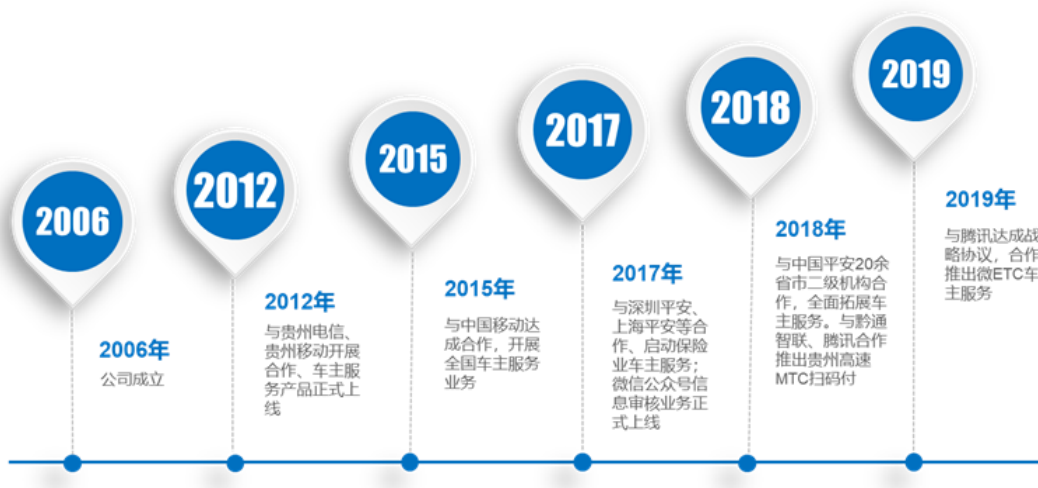 2006
2012
2015
2017
2018
2019
2006年
公司成立
2012年
与贵州电信、
贵州移动开展
合作、车主服
务产品正式上
线
2015年
与中国移动达
成合作，开展
全国车主服务
业务
2017年
与深圳平安、
上海平安等合
作、启动保险
业车主服务；
微信公众号信
息审核业务正
式上线
2018年
与中国平安20余
省市二级机构合
作，全面拓展车
主服务。与黔通
智联、腾讯合作
推出贵州高速
MTC扫码付
2019年
与腾讯达成战
略协议，合作
推出微ETC车
主服务